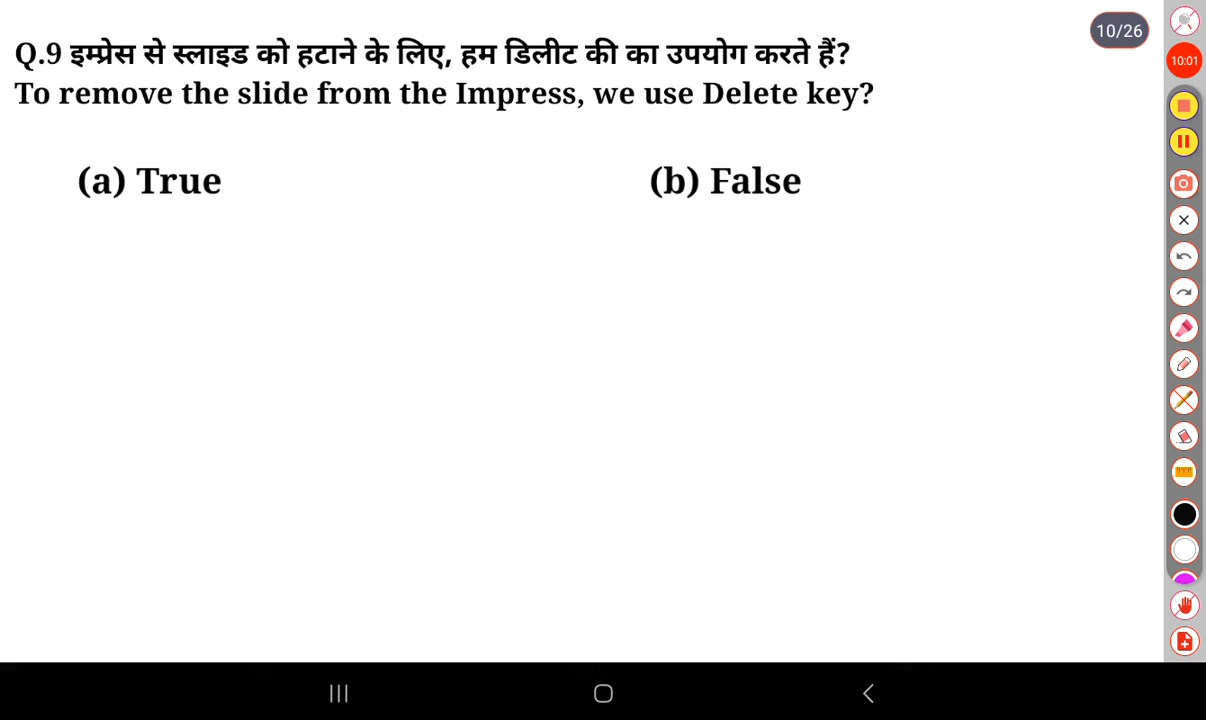 10/26
10:01
Q.9 इम्प्रेस से स्लाइड को हटाने के लिए, हम डिलीट की का उपयोग करते हैं?
To remove the slide from the Impress, we use Delete key?
(a) True
(b) False